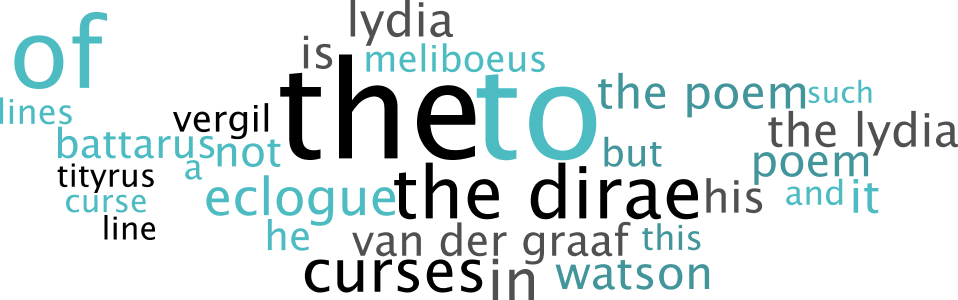 lydia
of
is
meliboeus
the
to
the poem
such
lines
vergil
the lydia
battarus
not
but
poem
a
tityrus
eclogue
the dirae
his
and
it
curse
line
he
van der graaf
this
curses
in
watson